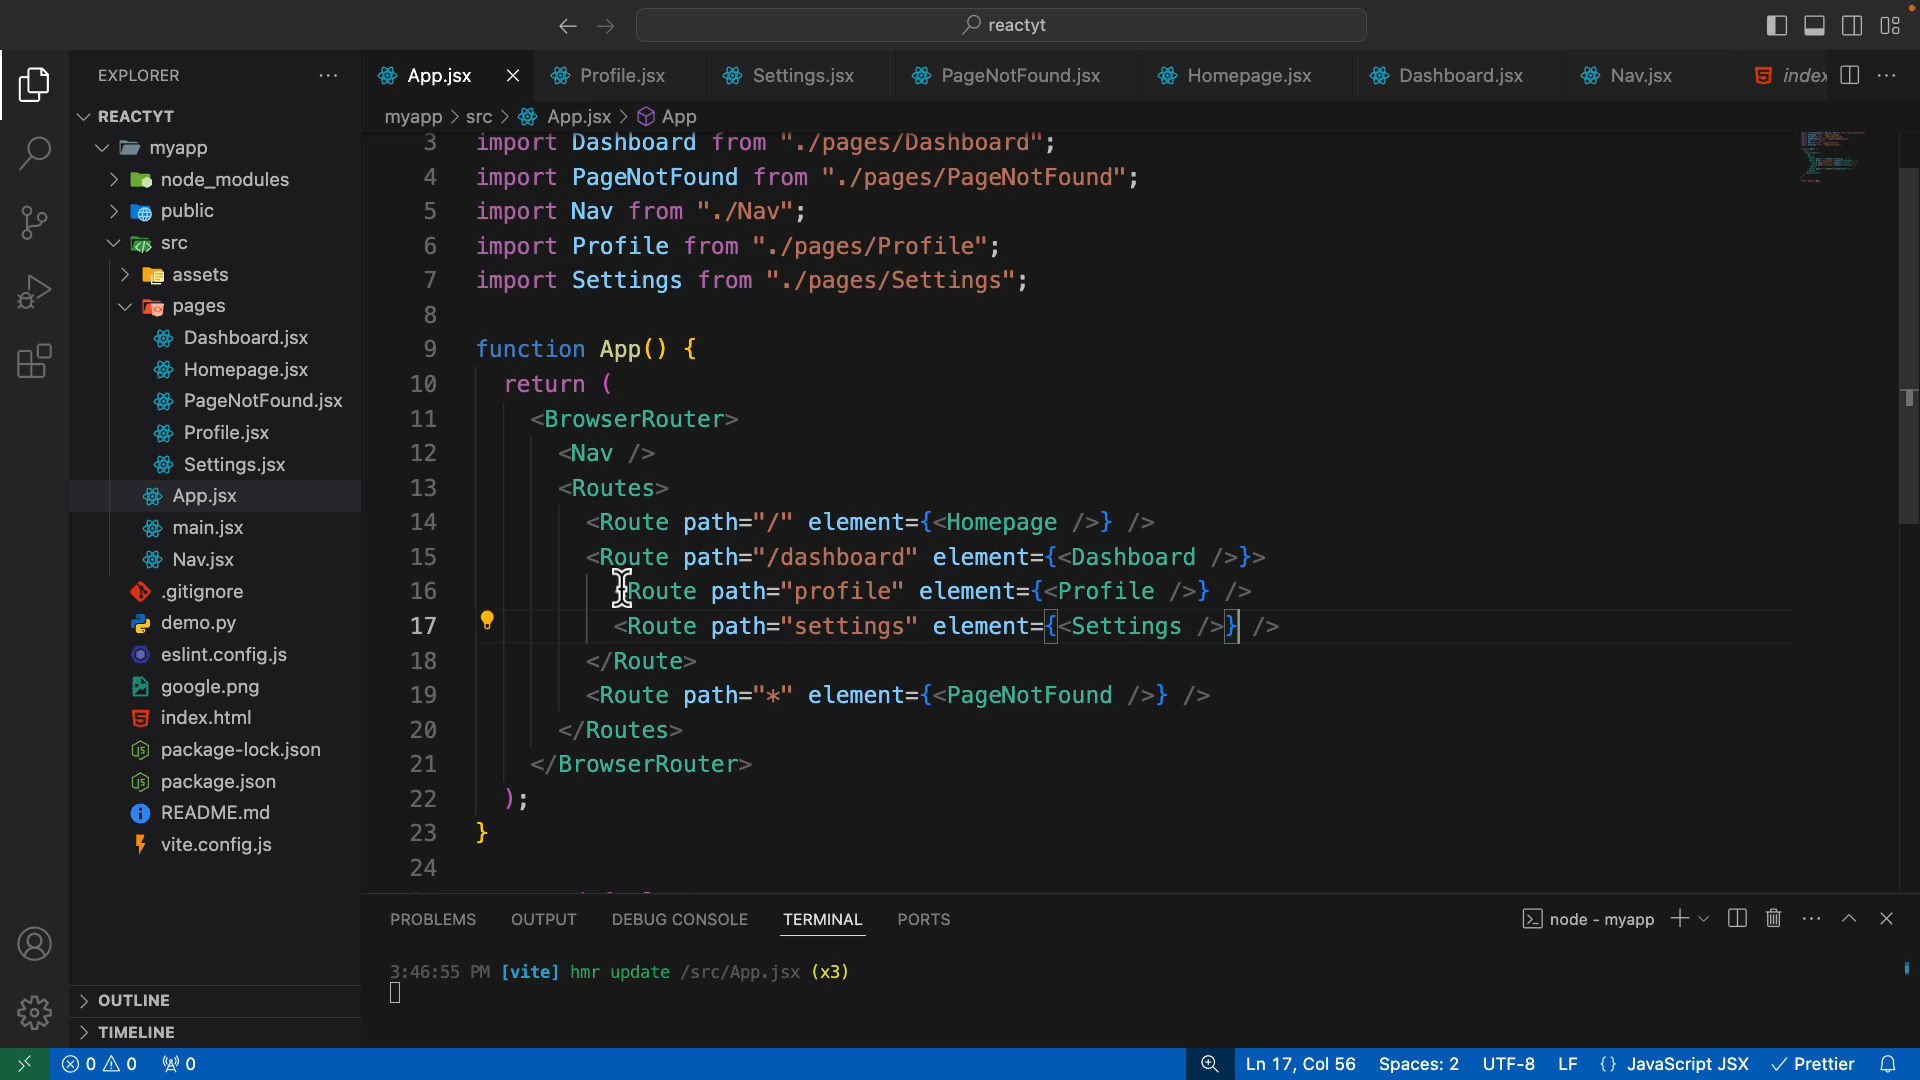 reactyt
EXPLORER
App.jsx
Profile.jsx
Settings.jsx
PageNotFound.jsx
Homepage.jsx
Dashboard.jsx
Nav.jsx
index
REACTYT
myapp
node_modules
public
src
assets
pages
Dashboard.jsx
Homepage.jsx
PageNotFound.jsx
Profile.jsx
Settings.jsx
App.jsx
main.jsx
Nav.jsx
.gitignore
demo.py
eslint.config.js
google.png
index.html
package-lock.json
package.json
README.md
vite.config.js
OUTLINE
TIMELINE
myapp > src > App.jsx > App
3 import Dashboard from "./pages/Dashboard";
4 import PageNotFound from "./pages/PageNotFound";
5 import Nav from "./Nav";
6 import Profile from "./pages/Profile";
7 import Settings from "./pages/Settings";
8
9 function App() {
10 return (
11 <BrowserRouter>
12 <Nav />
13 <Routes>
14 <Route path="/" element={<Homepage />} />
15 <Route path="/dashboard" element={<Dashboard />}>
16 <Route path="profile" element={<Profile />} />
17 <Route path="settings" element={<Settings />} />
18 </Route>
19 <Route path="*" element={<PageNotFound />} />
20 </Routes>
21 </BrowserRouter>
22 );
23 }
24
PROBLEMS OUTPUT DEBUG CONSOLE TERMINAL PORTS
node - myapp
3:46:55 PM [vite] hmr update /src/App.jsx (x3)
0 0 0
Ln 17, Col 56 Spaces: 2 UTF-8 LF {} JavaScript JSX Prettier